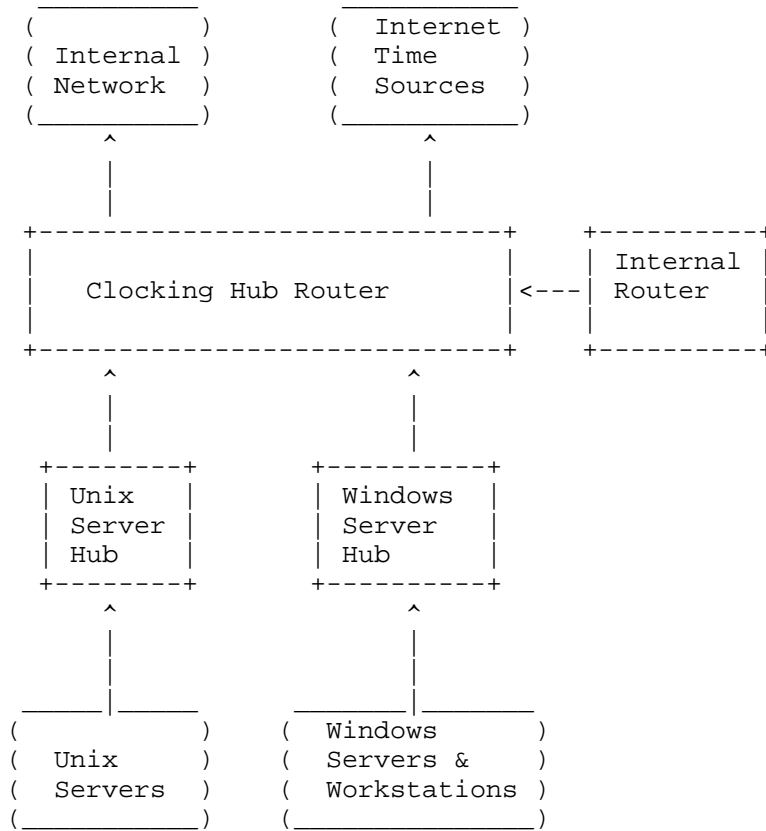 Internal
Network
Internet
Time
Sources
Clocking Hub Router
Internal
Router
Unix
Server
Hub
Windows
Server
Hub
Unix
Servers
Windows
Servers &
Workstations